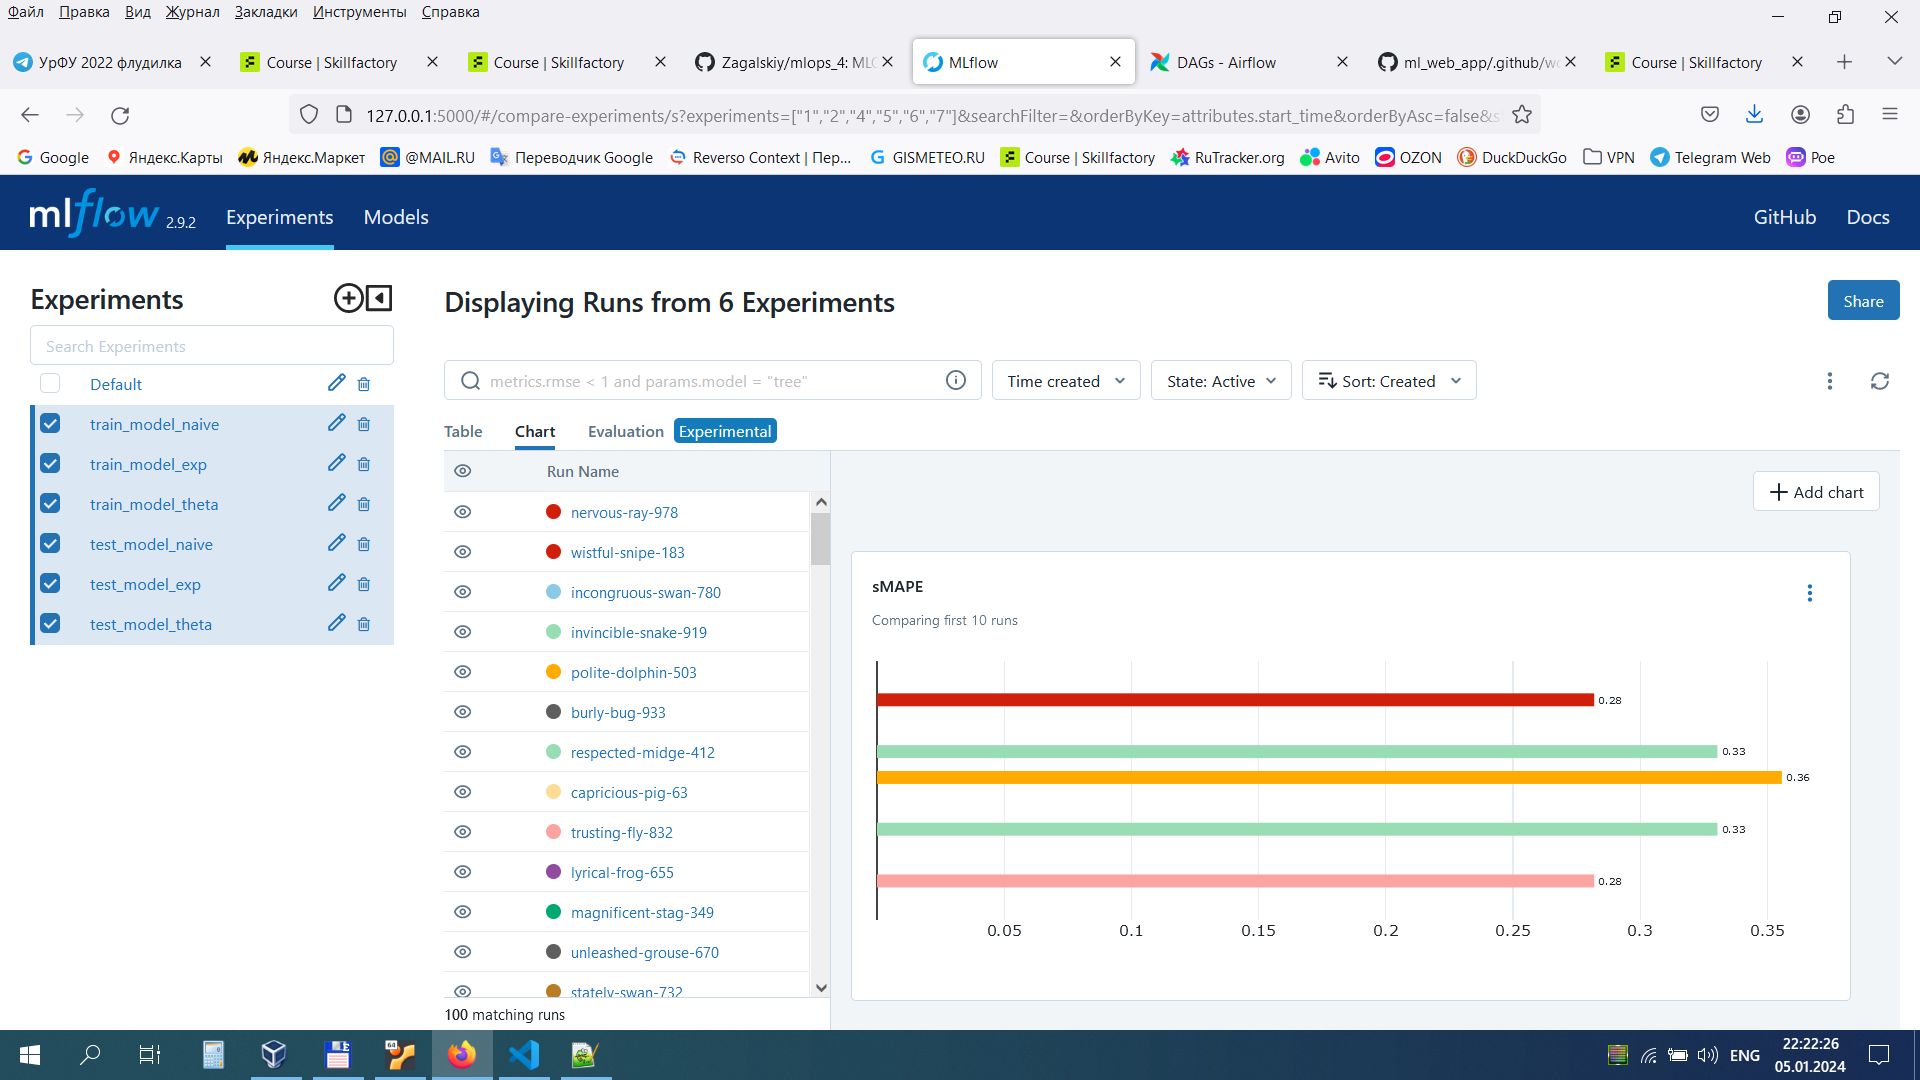 Файл Правка Вид Журнал Закладки Инструменты Справка
УрФУ 2022 флудилка Course | Skillfactory Course | Skillfactory Zagalskiy/mlops_4: MLO MLflow DAGs - Airflow ml_web_app/.github/wo Course | Skillfactory
127.0.0.1:5000/#/compare-experiments/s?experiments=["1","2","4","5","6","7"]&searchFilter=&orderByKey=attributes.start_time&orderByAsc=false&s
Google Яндекс.Карты Яндекс.Маркет @MAIL.RU Переводчик Google Reverso Context | Пер... GISMETEO.RU Course | Skillfactory RuTracker.org Avito OZON DuckDuckGo VPN Telegram Web Poe
mlflow 2.9.2 Experiments Models GitHub Docs
Experiments
Search Experiments
Default
train_model_naive
train_model_exp
train_model_theta
test_model_naive
test_model_exp
test_model_theta
Displaying Runs from 6 Experiments
Share
metrics.rmse < 1 and params.model = "tree" Time created State: Active Sort: Created
Table Chart Evaluation Experimental
Run Name
nervous-ray-978
wistful-snipe-183
incongruous-swan-780
invincible-snake-919
polite-dolphin-503
burly-bug-933
respected-midge-412
capricious-pig-63
trusting-fly-832
lyrical-frog-655
magnificent-stag-349
unleashed-grouse-670
stately-swan-732
100 matching runs
Add chart
sMAPE
Comparing first 10 runs
0.28
0.33
0.36
0.33
0.28
0.05 0.1 0.15 0.2 0.25 0.3 0.35
64
ENG
22:22:26
05.01.2024